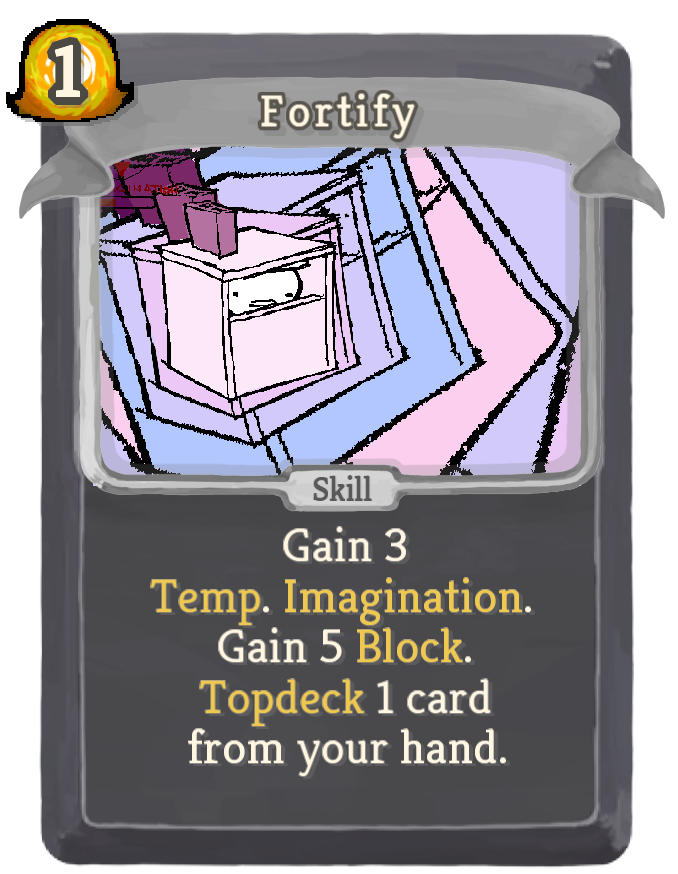 1
Fortify
Skill
Gain 3
Temp. Imagination.
Gain 5 Block.
Topdeck 1 card
from your hand.